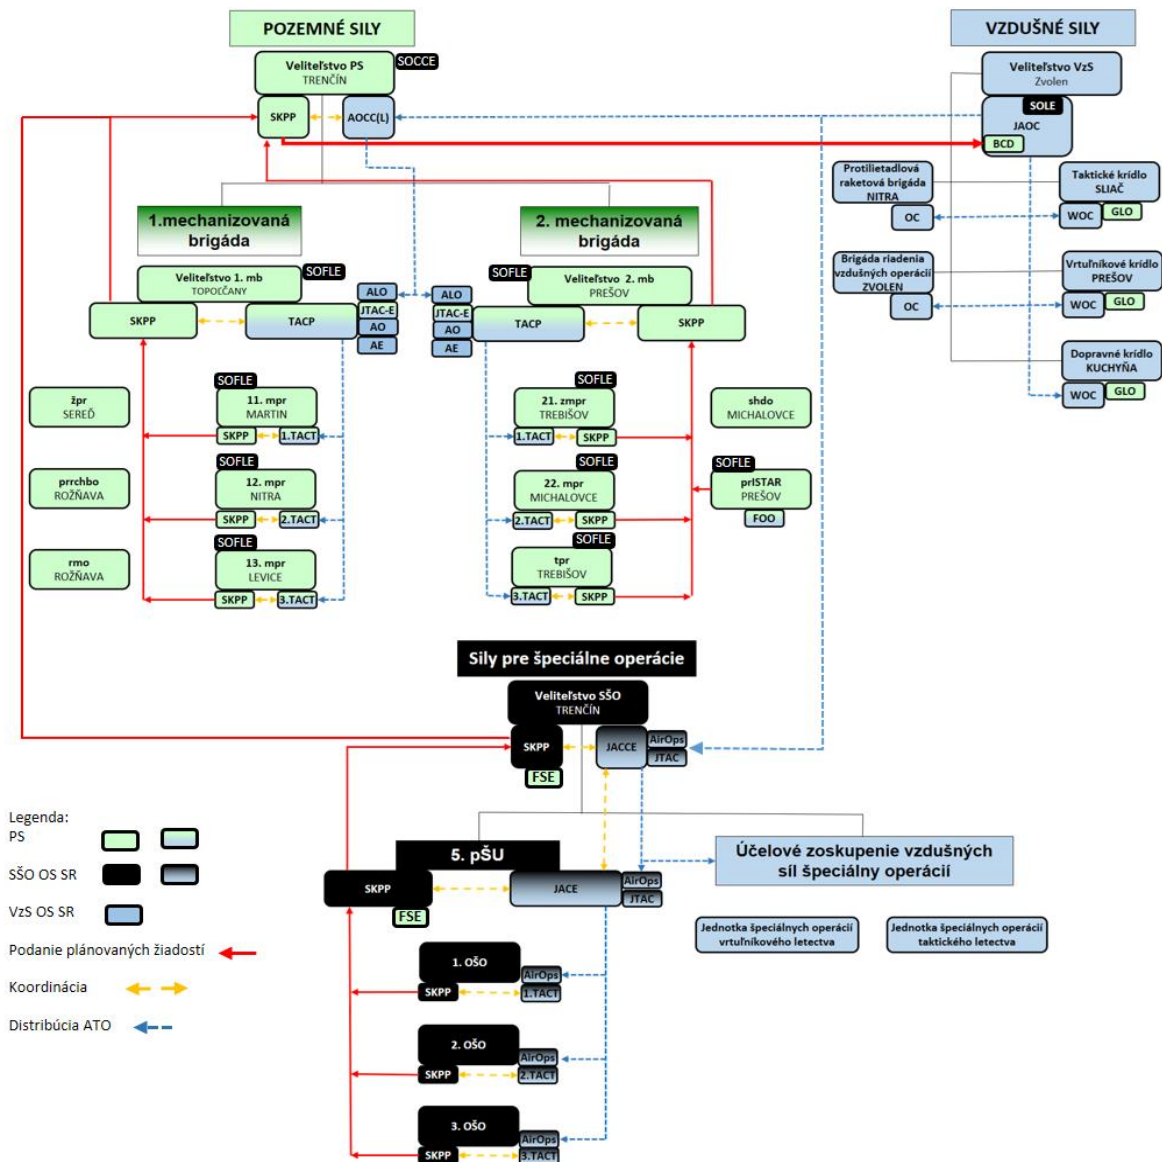 POZEMNÉ SILY
VZDUŠNÉ SILY
Veliteľstvo PS
TRENČÍN
SOCCE
SKPP
AOCC(L)
Veliteľstvo VzS
Zvolen
SOLE
JAOC
BCD
Protilietadlová
raketová brigáda
NITRA
OC
Taktické krídlo
SLIAČ
WOC
GLO
Brigáda riadenia
vzdušných operácií
ZVOLEN
OC
Vrtuľníkové krídlo
PREŠOV
WOC
GLO
Dopravné krídlo
KUCHYŇA
WOC
GLO
1.mechanizovaná
brigáda
2. mechanizovaná
brigáda
Veliteľstvo 1. mb
TOPOĽČANY
SOFLE
SKPP
TACP
ALO
JTAC-E
AO
AE
SOFLE
Veliteľstvo 2. mb
PREŠOV
ALO
JTAC-E
AO
AE
TACP
SKPP
žpr
SEREĎ
prrchbo
ROŽŇAVA
rmo
ROŽŇAVA
SOFLE
11. mpr
MARTIN
SKPP
1.TACT
SOFLE
12. mpr
NITRA
SKPP
2.TACT
SOFLE
13. mpr
LEVICE
SKPP
3.TACT
SOFLE
21. zmpr
TREBIŠOV
1.TACT
SKPP
SOFLE
22. mpr
MICHALOVCE
2.TACT
SKPP
SOFLE
tpr
TREBIŠOV
3.TACT
SKPP
shdo
MICHALOVCE
SOFLE
prISTAR
PREŠOV
FOO
Sily pre špeciálne operácie
Veliteľstvo SŠO
TRENČÍN
SKPP
FSE
JACCE
AirOps
JTAC
5. pŠU
SKPP
FSE
JACE
AirOps
JTAC
Účelové zoskupenie vzdušných
síl špeciálny operácií
Jednotka špeciálnych operácií
vrtuľníkového letectva
Jednotka špeciálnych operácií
taktického letectva
1. OŠO
SKPP
AirOps
1.TACT
2. OŠO
SKPP
AirOps
2.TACT
3. OŠO
SKPP
AirOps
3.TACT
Legenda:
PS
SŠO OS SR
VzS OS SR
Podanie plánovaných žiadostí
Koordinácia
Distribúcia ATO